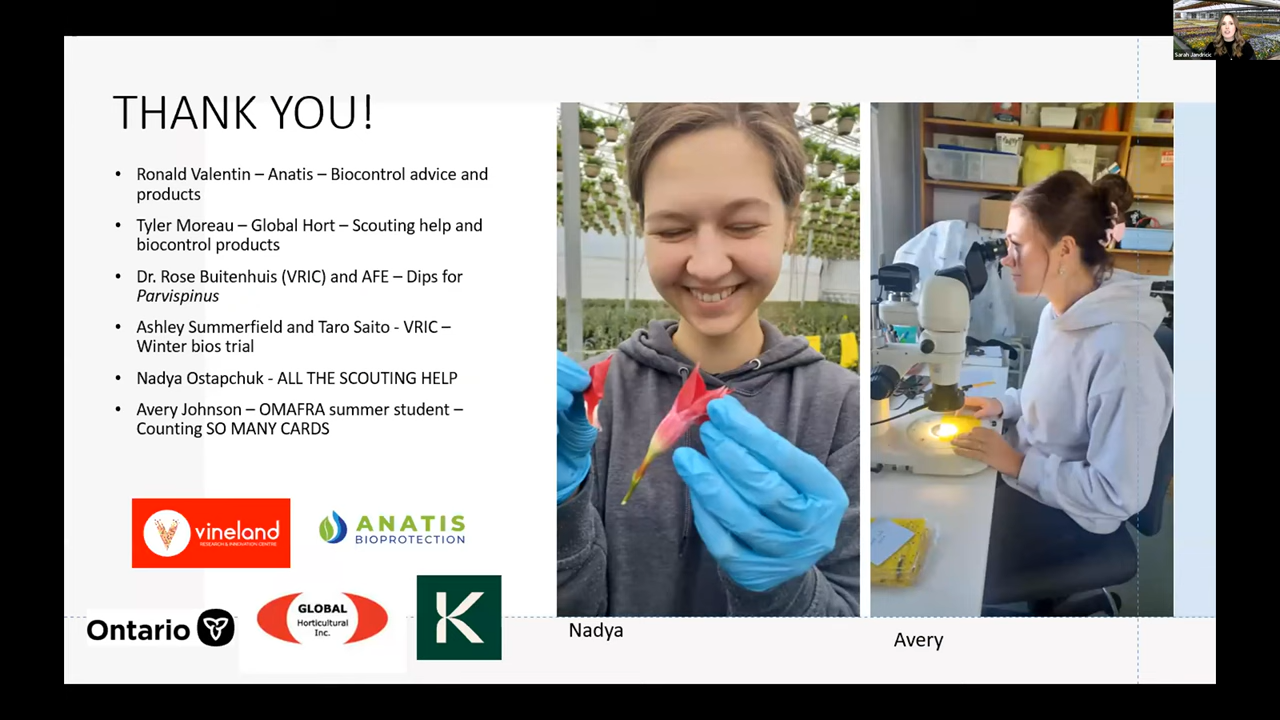 Sarah Jandricic
THANK YOU!
• Ronald Valentin – Anatis – Biocontrol advice and
products
• Tyler Moreau – Global Hort – Scouting help and
biocontrol products
• Dr. Rose Buitenhuis (VRIC) and AFE – Dips for
Parvispinus
• Ashley Summerfield and Taro Saito - VRIC –
Winter bios trial
• Nadya Ostapchuk - ALL THE SCOUTING HELP
• Avery Johnson – OMAFRA summer student –
Counting SO MANY CARDS
vineland
RESEARCH & INNOVATION CENTRE
ANATIS
BIOPROTECTION
Ontario
GLOBAL
Horticultural
Inc.
K
Nadya
Avery